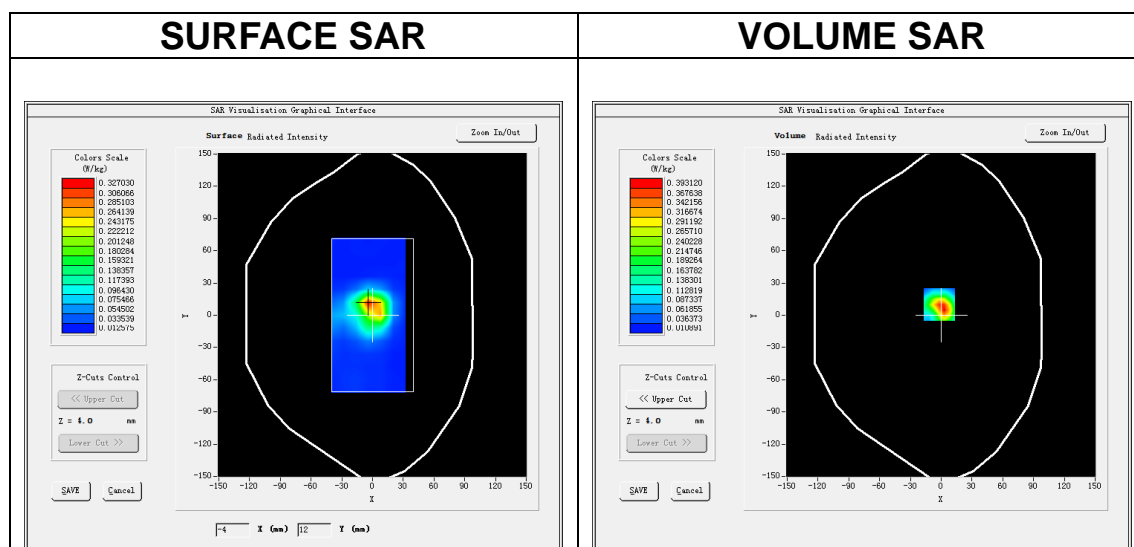 SURFACE SAR
VOLUME SAR
SAR Visualisation Graphical Interface
Surface Radiated Intensity
Zoom In/Out
Colors Scale
(W/kg)
0.327030
0.306066
0.285103
0.264139
0.243175
0.222212
0.201248
0.180284
0.159321
0.138357
0.117393
0.096430
0.075466
0.054502
0.033539
0.012575
Z-Cuts Control
<< Upper Cut
Z = 4.0 mm
Lower Cut >>
SAVE Cancel
150
120
90
60
30
0
-30
-60
-90
-120
-150
Y
-150 -120 -90 -60 -30 0 30 60 90 120 150
X
-4 X (mm) 12 Y (mm)
SAR Visualisation Graphical Interface
Volume Radiated Intensity
Zoom In/Out
Colors Scale
(W/kg)
0.393120
0.367638
0.342156
0.316674
0.291192
0.265710
0.240228
0.214746
0.189264
0.163782
0.138301
0.112819
0.087337
0.061855
0.036373
0.010891
Z-Cuts Control
<< Upper Cut
Z = 4.0 mm
Lower Cut >>
SAVE Cancel
150
120
90
60
30
0
-30
-60
-90
-120
-150
Y
-150 -120 -90 -60 -30 0 30 60 90 120 150
X